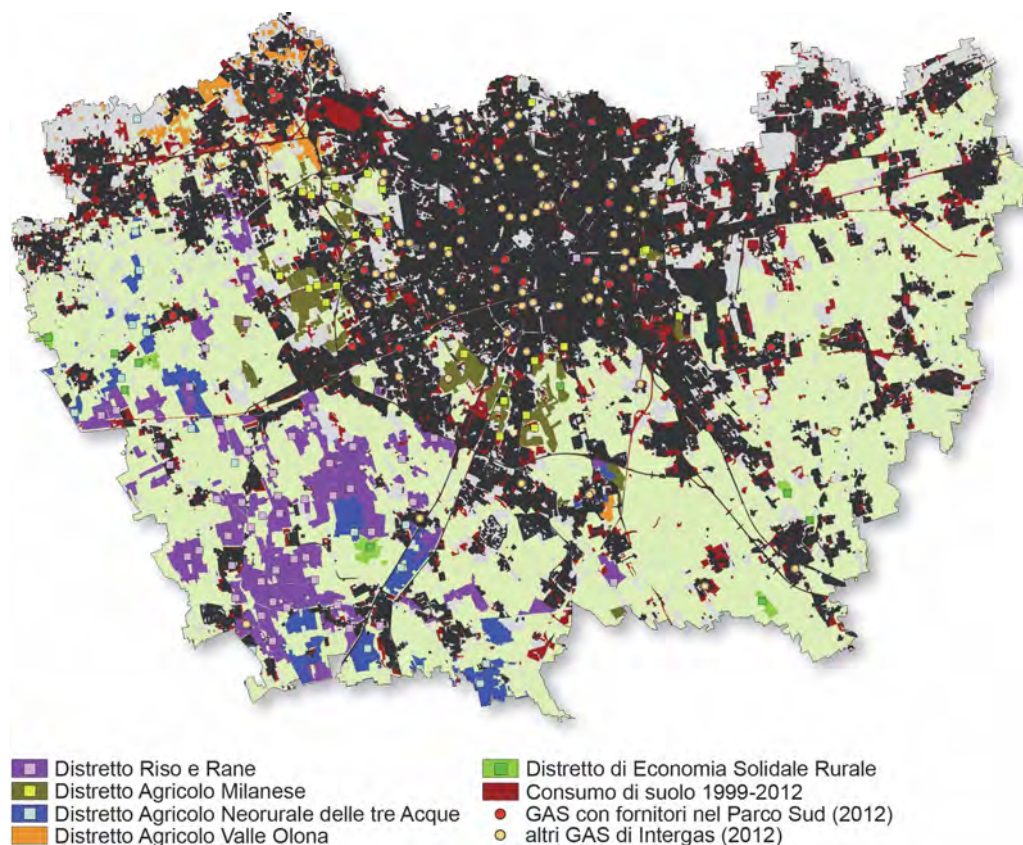 Distretto Riso e Rane
Distretto Agricolo Milanese
Distretto Agricolo Neorurale delle tre Acque
Distretto Agricolo Valle Olona
Distretto di Economia Solidale Rurale
Consumo di suolo 1999-2012
GAS con fornitori nel Parco Sud (2012)
altri GAS di Intergas (2012)